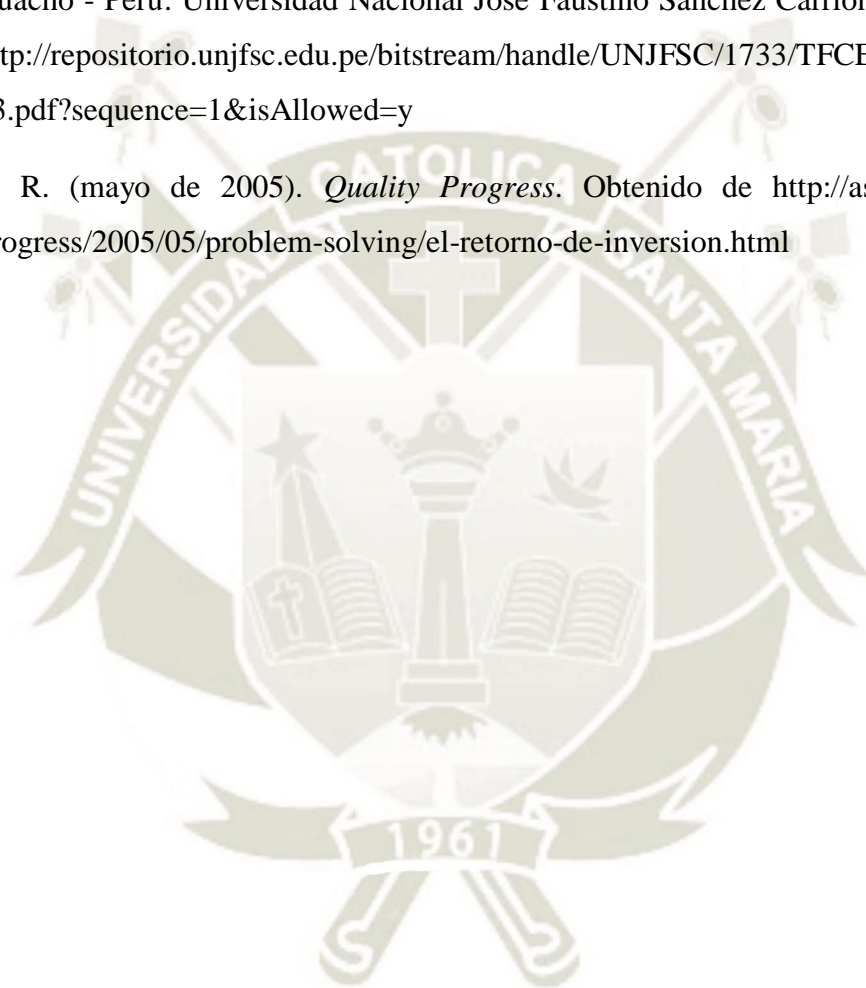 uacho - Perú: Universidad Nacional José Faustino Sánchez Carrión
tp://repositorio.unjfsc.edu.pe/bitstream/handle/UNJFSC/1733/TFCE
3.pdf?sequence=1&isAllowed=y
R. (mayo de 2005). Quality Progress. Obtenido de http://as
rogress/2005/05/problem-solving/el-retorno-de-inversion.html
UNIVERSIDAD CATOLICA SANTA MARIA
1961